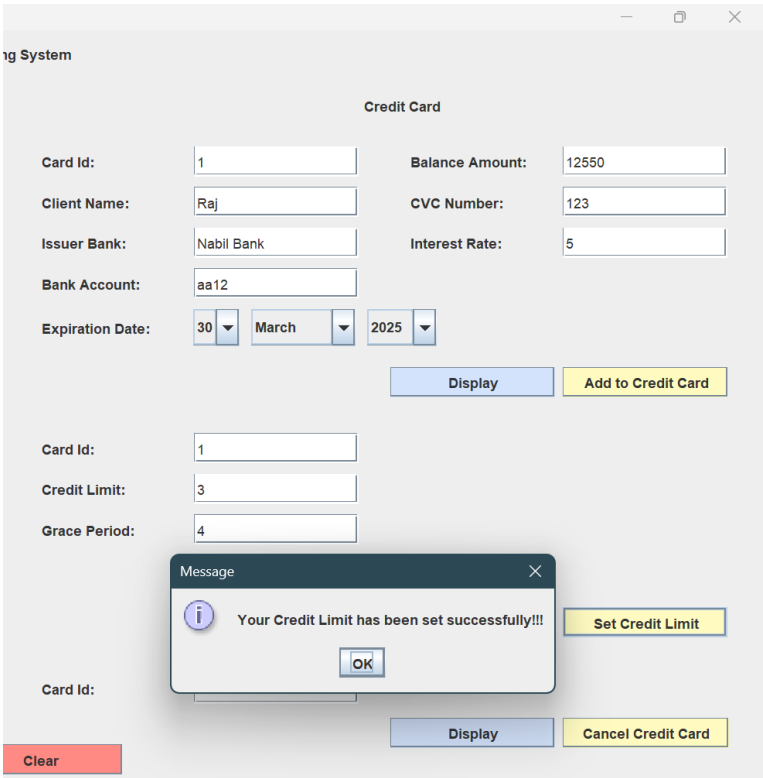 ng System
Credit Card
Card Id: 1 Balance Amount: 12550
Client Name: Raj CVC Number: 123
Issuer Bank: Nabil Bank Interest Rate: 5
Bank Account: aa12
Expiration Date: 30 March 2025
Display Add to Credit Card
Card Id: 1
Credit Limit: 3
Grace Period: 4
Message
Your Credit Limit has been set successfully!!!
OK
Set Credit Limit
Card Id:
Display Cancel Credit Card
Clear